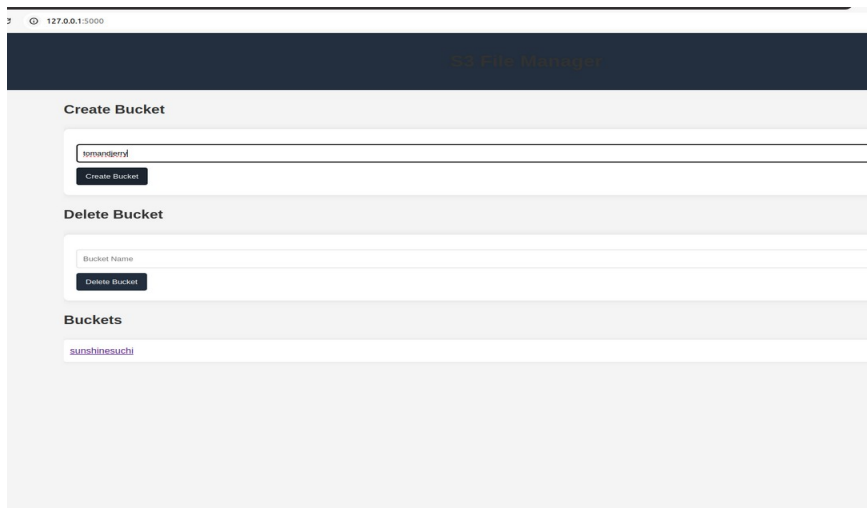 127.0.0.1:5000
S3 File Manager
Create Bucket
tomandjerry
Create Bucket
Delete Bucket
Bucket Name
Delete Bucket
Buckets
sunshinesuchi